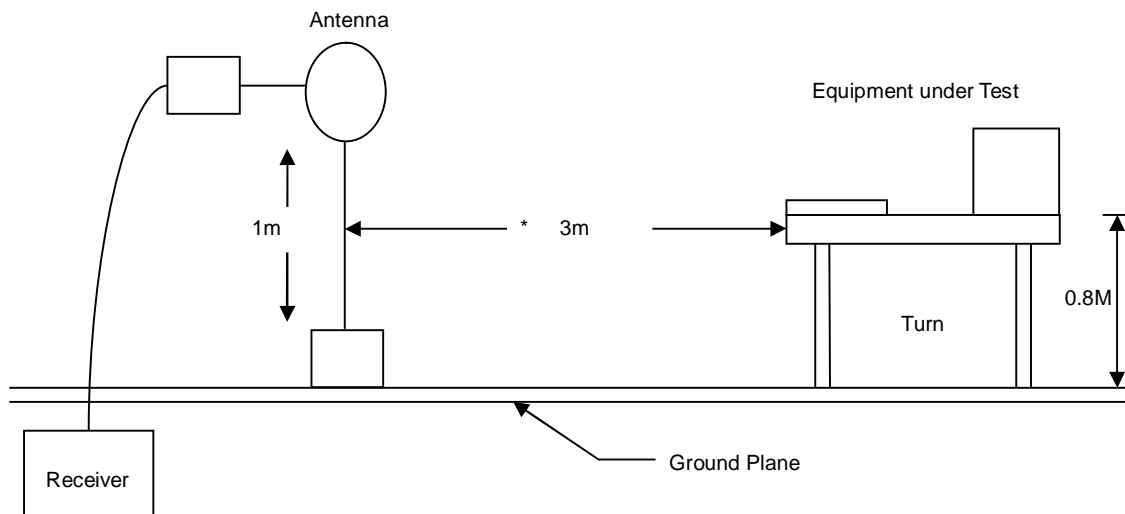 Antenna
Equipment under Test
1m
* 3m
0.8M
Turn
Ground Plane
Receiver